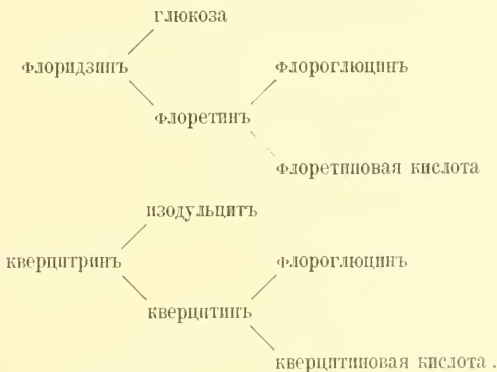 глюкоза
Флоридзинъ
Флороглюцинъ
Флоретинъ
Флоретиновая кислота
изодульцитъ
кверцитринъ
Флороглюцинъ
кверцитинъ
кверцитиновая кислота.